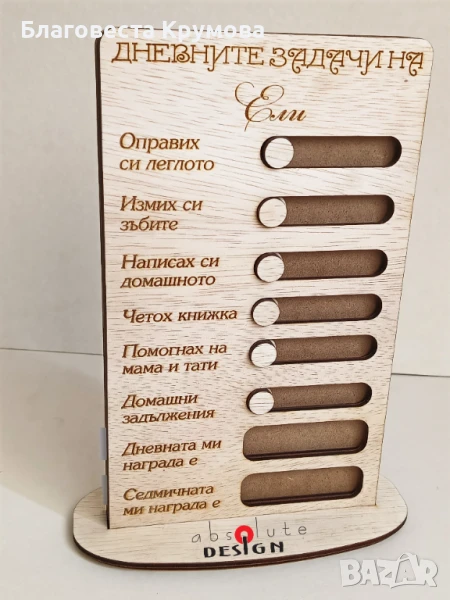 Благовеста Крумова
ДНЕВНИТЕ ЗАДАЧИ НА
Ели
Оправих
си леглото
Измих си
зъбите
Написах си
домашното
Четох книжка
Помогнах на
мама и тати
Домашни
задължения
Дневната ми
награда е
Седмичната
ми награда е
absolute
DESIGN
BAZAR